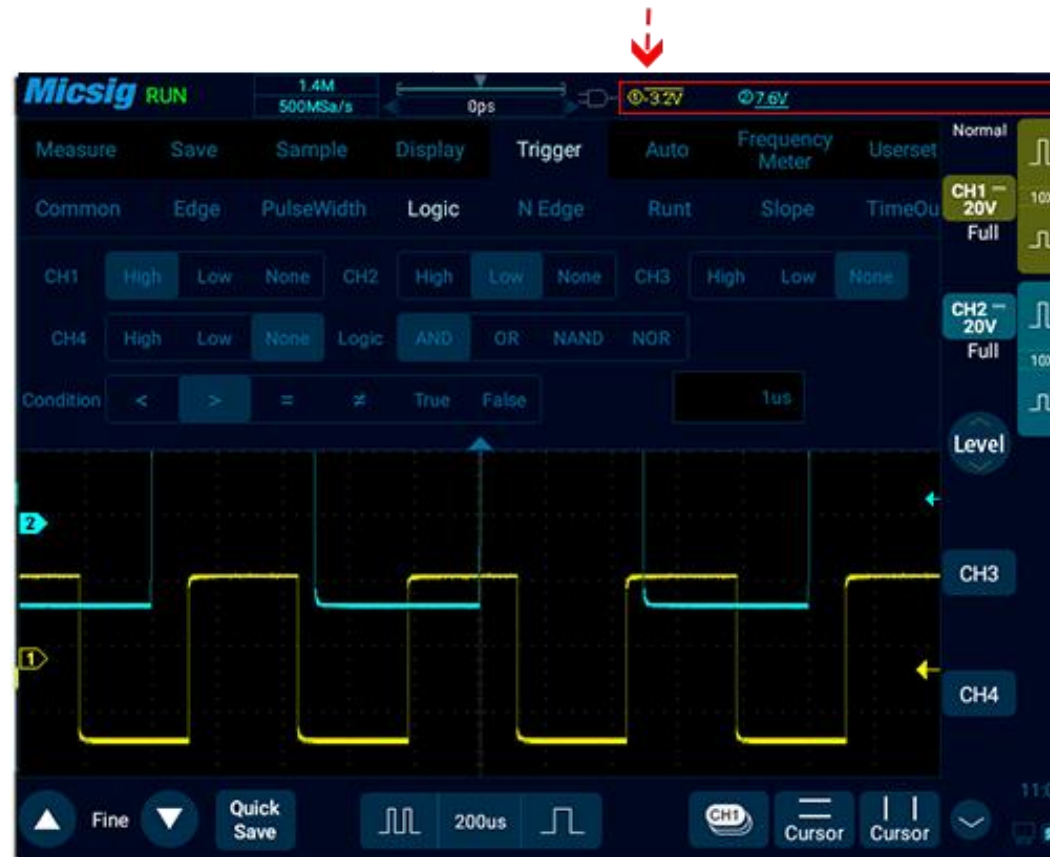 Micsig RUN 1.4M 500MSa/s 0ps ①-3.2V ②7.6V
Measure Save Sample Display Trigger Auto Frequency Meter Userset Normal
Common Edge PulseWidth Logic N Edge Runt Slope TimeOu CH1 20V Full 10X
CH1 High Low None CH2 High Low None CH3 High Low None
CH4 High Low None Logic AND OR NAND NOR CH2 20V Full 10X
Condition < > = ≠ True False 1us
Level
2
CH3
1
CH4
Fine Quick Save 200us CH1 Cursor Cursor